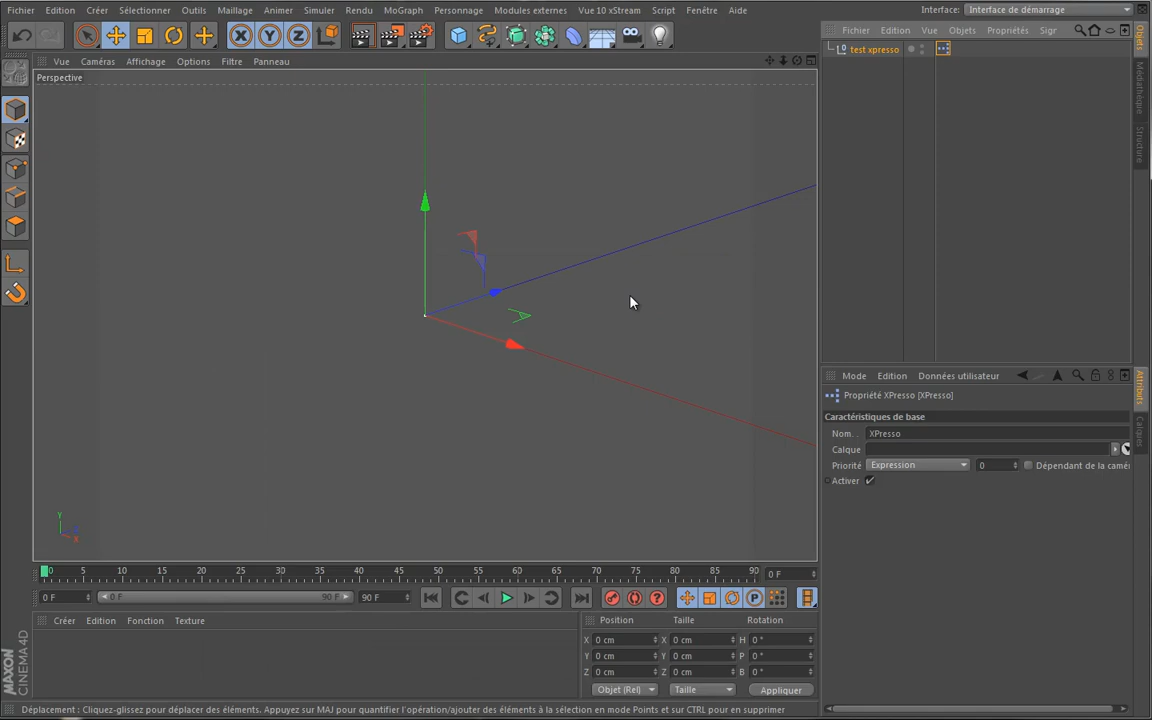 Fichier Edition Créer Sélectionner Outils Maillage Animer Simuler Rendu MoGraph Personnage Modules externes Vue 10 xStream Script Fenêtre Aide Interface: Interface de démarrage
X Y Z
Vue Caméras Affichage Options Filtre Panneau
Perspective
Fichier Edition Vue Objets Propriétés Sigr
test xpresso
Objets
Médiathèque
Structure
Mode Edition Données utilisateur
Propriété XPresso [XPresso]
Caractéristiques de base
Nom.. XPresso
Calque
Priorité Expression 0 Dépendant de la camér
Activer
Attributs
Calques
Y
X
0 5 10 15 20 25 30 35 40 45 50 55 60 65 70 75 80 85 90 0 F
0 F 0 F 90 F 90 F
P
Créer Edition Fonction Texture
Position Taille Rotation
X 0 cm X 0 cm H 0 °
Y 0 cm Y 0 cm P 0 °
Z 0 cm Z 0 cm B 0 °
Objet (Rel) Taille Appliquer
MAXON
CINEMA 4D
Déplacement : Cliquez-glissez pour déplacer des éléments. Appuyez sur MAJ pour quantifier l'opération/ajouter des éléments à la sélection en mode Points et sur CTRL pour en supprimer